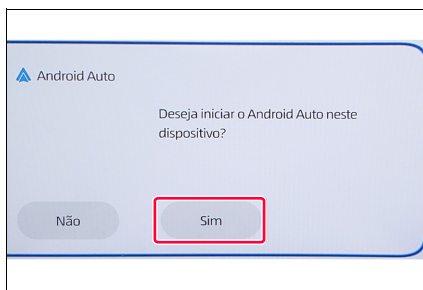 Android Auto
Deseja iniciar o Android Auto neste
dispositivo?
Não
Sim